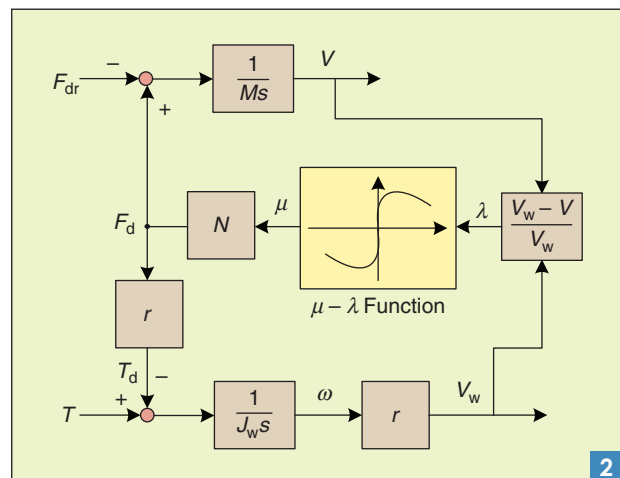 F_dr
−
1
Ms
V
+
F_d
N
μ
λ
V_w − V
V_w
r
μ − λ Function
T_d
−
T
+
1
J_w s
ω
r
V_w
2